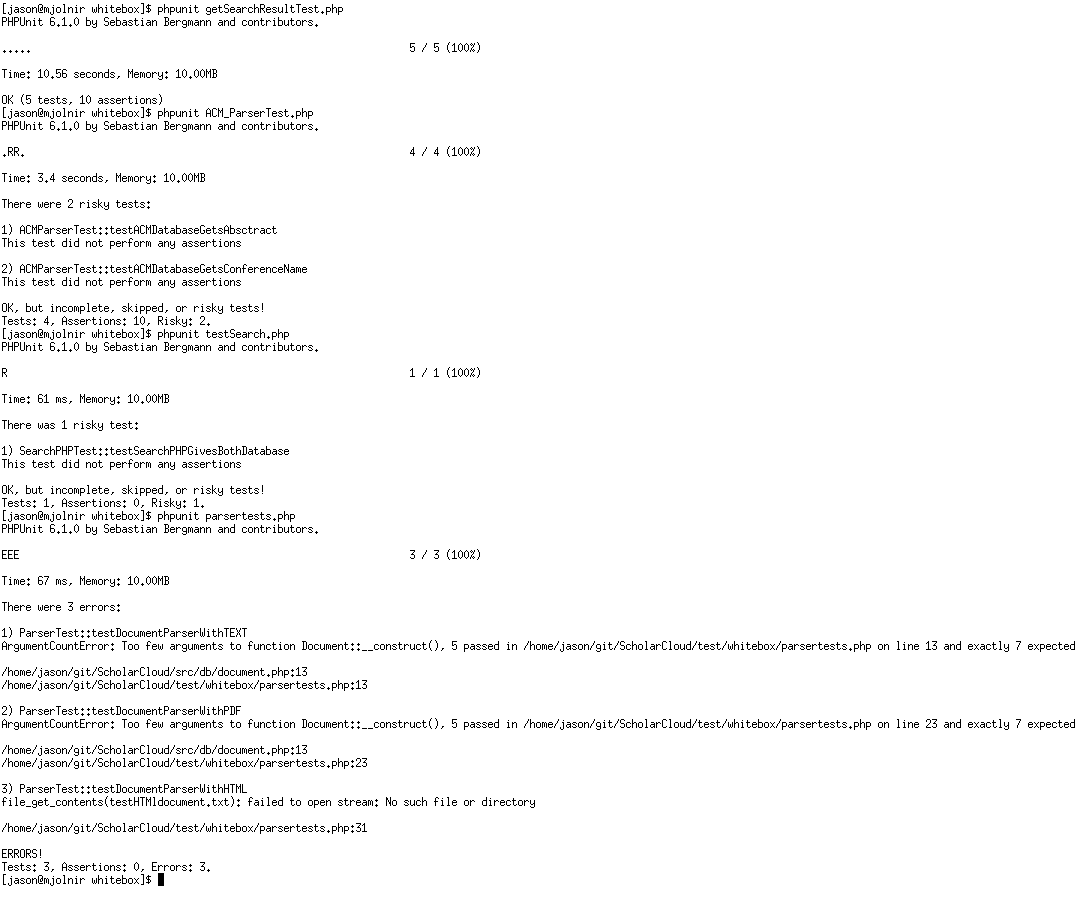 [jason@mjolnir whitebox]$ phpunit getSearchResultTest.php
PHPUnit 6.1.0 by Sebastian Bergmann and contributors.
.....                                                               5 / 5 (100%)
Time: 10.56 seconds, Memory: 10.00MB
OK (5 tests, 10 assertions)
[jason@mjolnir whitebox]$ phpunit ACM_ParserTest.php
PHPUnit 6.1.0 by Sebastian Bergmann and contributors.
.RR.                                                                4 / 4 (100%)
Time: 3.4 seconds, Memory: 10.00MB
There were 2 risky tests:
1) ACMParserTest::testACMDatabaseGetsAbsctract
This test did not perform any assertions
2) ACMParserTest::testACMDatabaseGetsConferenceName
This test did not perform any assertions
OK, but incomplete, skipped, or risky tests!
Tests: 4, Assertions: 10, Risky: 2.
[jason@mjolnir whitebox]$ phpunit testSearch.php
PHPUnit 6.1.0 by Sebastian Bergmann and contributors.
R                                                                   1 / 1 (100%)
Time: 61 ms, Memory: 10.00MB
There was 1 risky test:
1) SearchPHPTest::testSearchPHPGivesBothDatabase
This test did not perform any assertions
OK, but incomplete, skipped, or risky tests!
Tests: 1, Assertions: 0, Risky: 1.
[jason@mjolnir whitebox]$ phpunit parsertests.php
PHPUnit 6.1.0 by Sebastian Bergmann and contributors.
EEE                                                                 3 / 3 (100%)
Time: 67 ms, Memory: 10.00MB
There were 3 errors:
1) ParserTest::testDocumentParserWithTEXT
ArgumentCountError: Too few arguments to function Document::__construct(), 5 passed in /home/jason/git/ScholarCloud/test/whitebox/parsertests.php on line 13 and exactly 7 expected
/home/jason/git/ScholarCloud/src/db/document.php:13
/home/jason/git/ScholarCloud/test/whitebox/parsertests.php:13
2) ParserTest::testDocumentParserWithPDF
ArgumentCountError: Too few arguments to function Document::__construct(), 5 passed in /home/jason/git/ScholarCloud/test/whitebox/parsertests.php on line 23 and exactly 7 expected
/home/jason/git/ScholarCloud/src/db/document.php:13
/home/jason/git/ScholarCloud/test/whitebox/parsertests.php:23
3) ParserTest::testDocumentParserWithHTML
file_get_contents(testHTMldocument.txt): failed to open stream: No such file or directory
/home/jason/git/ScholarCloud/test/whitebox/parsertests.php:31
ERRORS!
Tests: 3, Assertions: 0, Errors: 3.
[jason@mjolnir whitebox]$